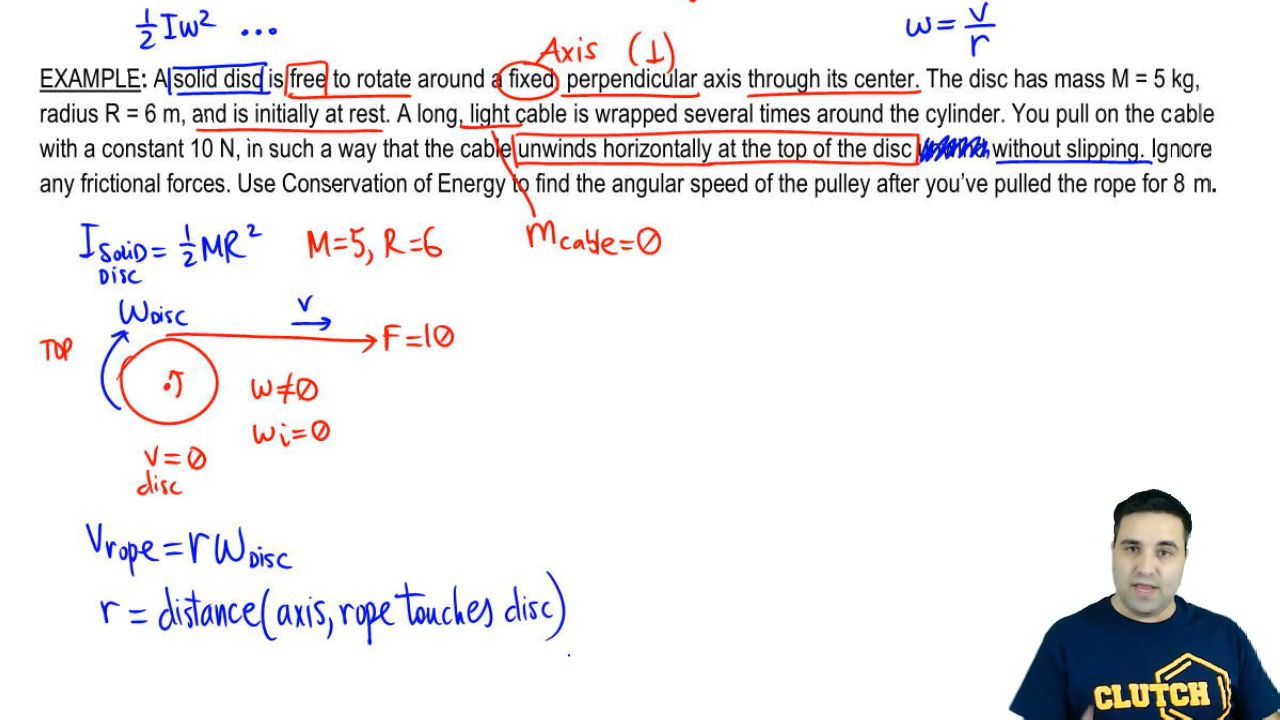 ½Iw² ...
w = v/r
Axis (⊥)
EXAMPLE: A solid disc is free to rotate around a fixed perpendicular axis through its center. The disc has mass M = 5 kg,
radius R = 6 m, and is initially at rest. A long, light cable is wrapped several times around the cylinder. You pull on the cable
with a constant 10 N, in such a way that the cable unwinds horizontally at the top of the disc without slipping. Ignore
any frictional forces. Use Conservation of Energy to find the angular speed of the pulley after you've pulled the rope for 8 m.
I SOLID DISC = ½MR²
M=5, R=6
m cable = 0
WDISC
v
TOP
F=10
w≠0
wi=0
v=0
disc
Vrope = rWDISC
r = distance(axis, rope touches disc)
CLUTCH